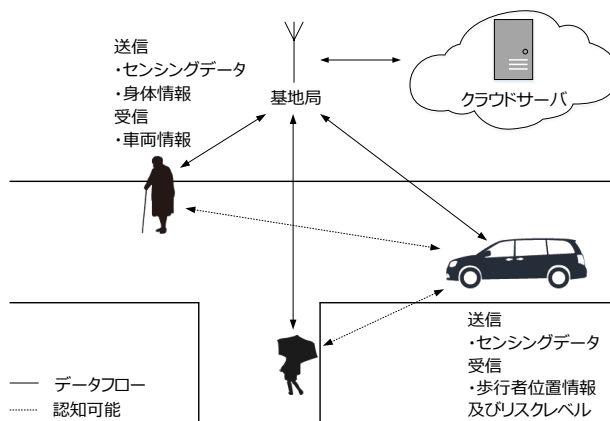 送信
・センシングデータ
・身体情報
受信
・車両情報
基地局
クラウドサーバ
送信
・センシングデータ
受信
・歩行者位置情報
及びリスクレベル
データフロー
認知可能